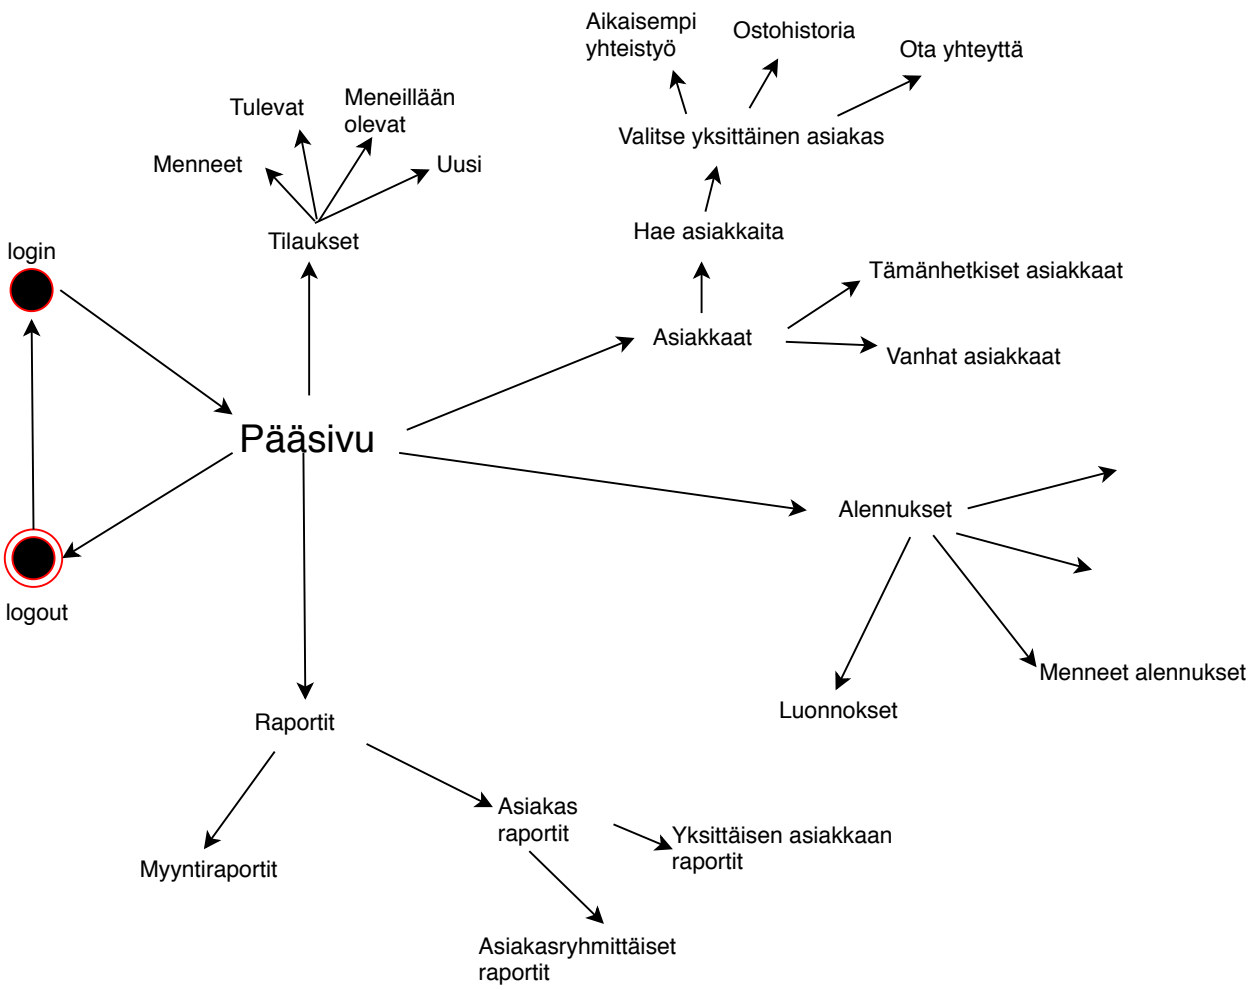 Aikaisempi
yhteistyö
Ostohistoria
Ota yhteyttä
Tulevat
Meneillään
olevat
Valitse yksittäinen asiakas
Menneet
Uusi
Tilaukset
Hae asiakkaita
login
Tämänhetkiset asiakkaat
Asiakkaat
Vanhat asiakkaat
Pääsivu
Alennukset
logout
Menneet alennukset
Luonnokset
Raportit
Asiakas
raportit
Yksittäisen asiakkaan
raportit
Myyntiraportit
Asiakasryhmittäiset
raportit